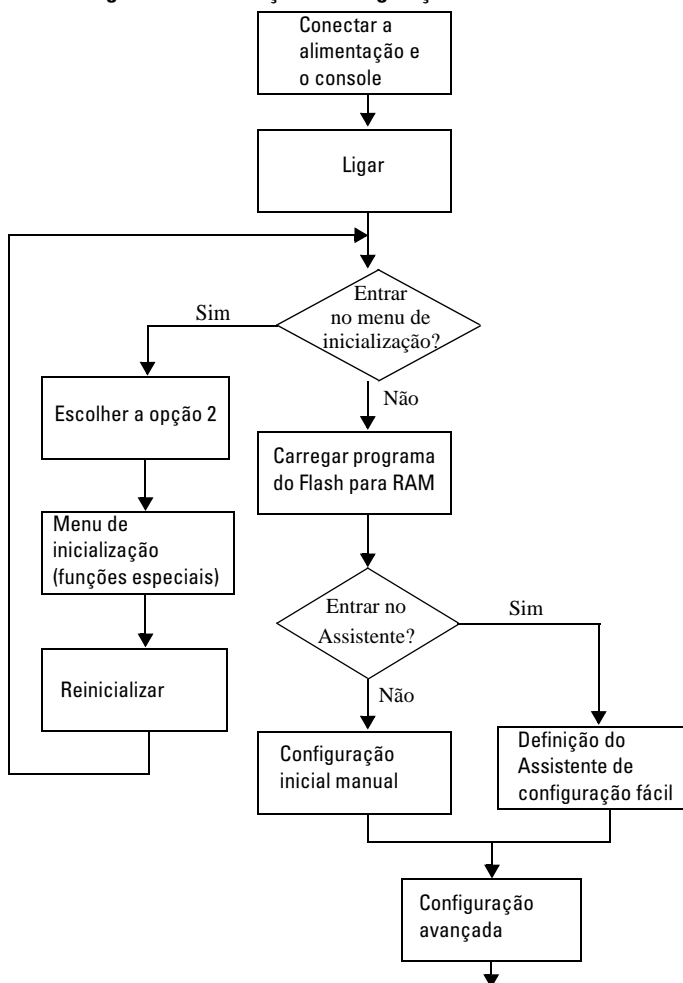 Conectar a
alimentação e
o console
Ligar
Entrar
no menu de
inicialização?
Sim
Não
Escolher a opção 2
Carregar programa
do Flash para RAM
Menu de
inicialização
(funções especiais)
Entrar no
Assistente?
Sim
Não
Reinicializar
Configuração
inicial manual
Definição do
Assistente de
configuração fácil
Configuração
avançada